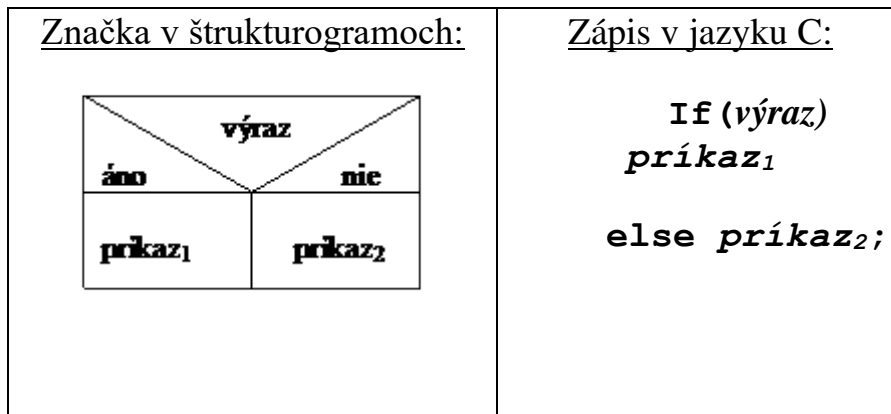 Značka v štrukturogramoch:
výraz
áno
nie
príkaz₁
príkaz₂
Zápis v jazyku C:
If(výraz)
príkaz₁
else príkaz₂;